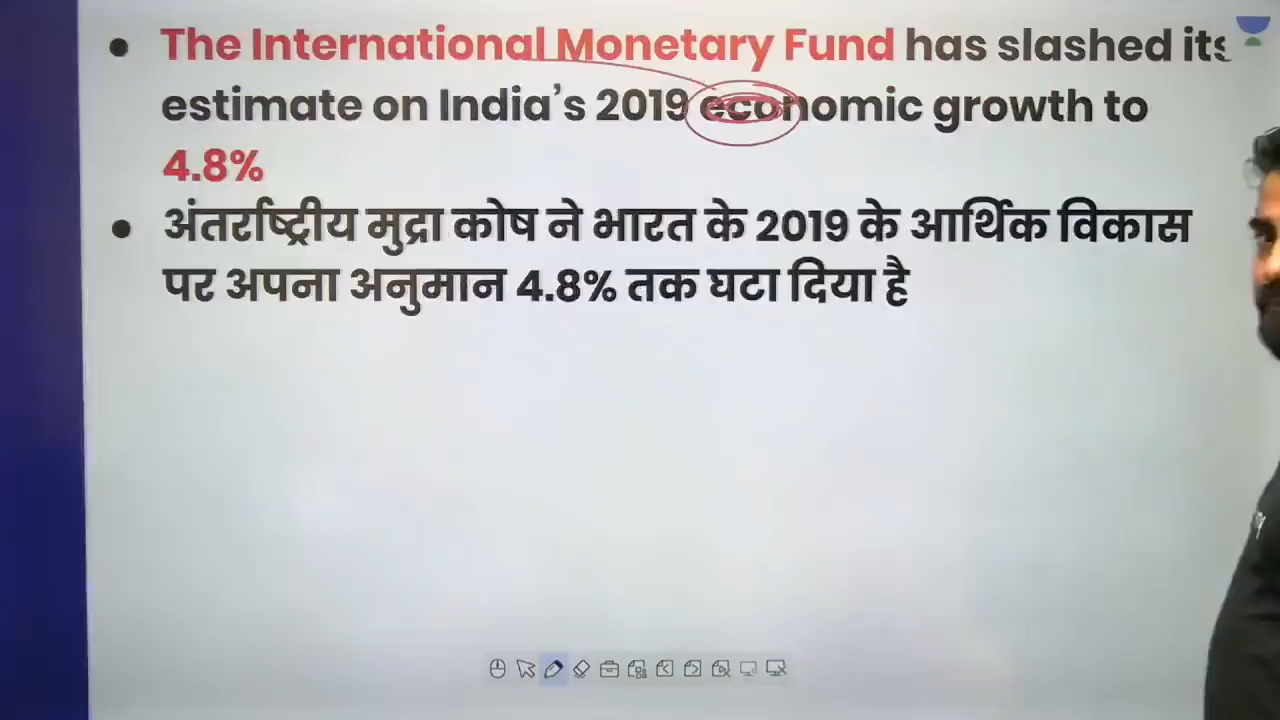 The International Monetary Fund has slashed its
estimate on India's 2019 economic growth to
4.8%
अंतर्राष्ट्रीय मुद्रा कोष ने भारत के 2019 के आर्थिक विकास
पर अपना अनुमान 4.8% तक घटा दिया है